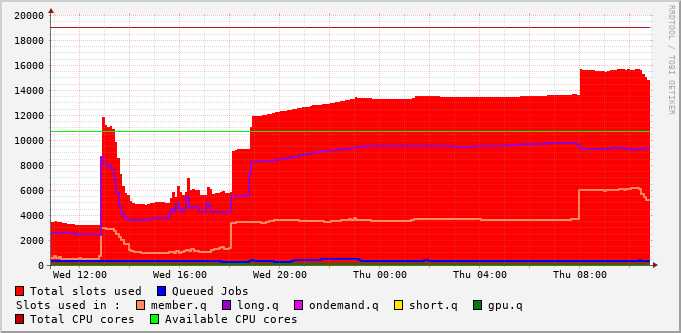 20000
18000
16000
14000
12000
10000
8000
6000
4000
2000
0
Wed 12:00 Wed 16:00 Wed 20:00 Thu 00:00 Thu 04:00 Thu 08:00
Total slots used Queued Jobs
Slots used in : member.q long.q ondemand.q short.q gpu.q
Total CPU cores Available CPU cores
RRDTOOL / TOBI OETIKER